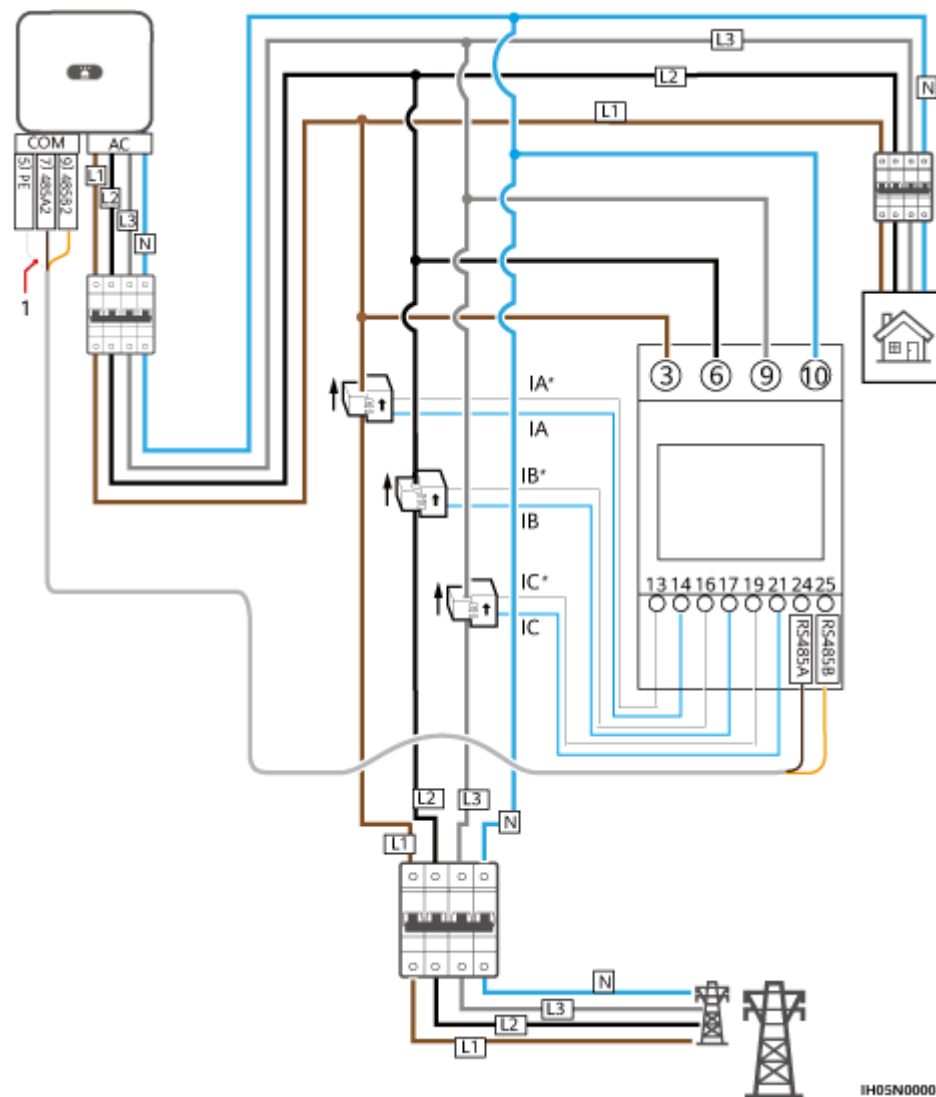 L3
L2
N
L1
COM
AC
5) PE
7) 485A2
9) 485B2
L1
L2
L3
N
1
3
6
9
10
IA*
IA
IB*
IB
IC*
IC
13 14 16 17 19 21 24 25
RS485A
RS485B
L2
L3
N
L1
N
L3
L2
L1
IH05N0000